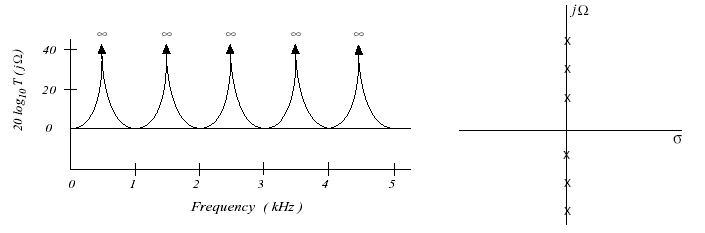 ∞ ∞ ∞ ∞ ∞
40
20
0
20 log10 T (jΩ)
0 1 2 3 4 5
Frequency ( kHz )
jΩ
x
x
x
σ
x
x
x